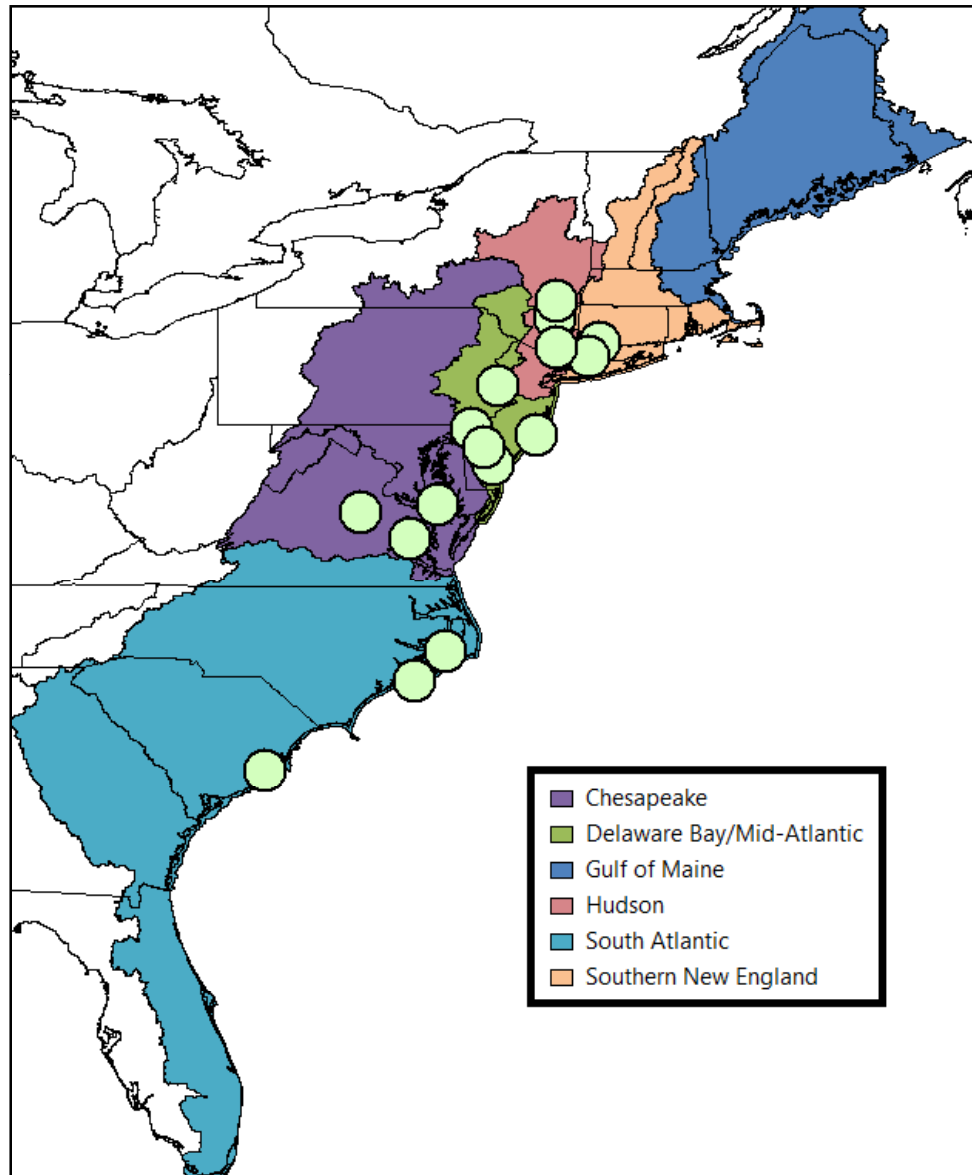 Chesapeake
Delaware Bay/Mid-Atlantic
Gulf of Maine
Hudson
South Atlantic
Southern New England